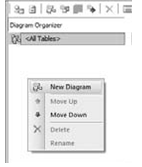 Diagram Organizer
<All Tables>
New Diagram
Move Up
Move Down
Delete
Rename